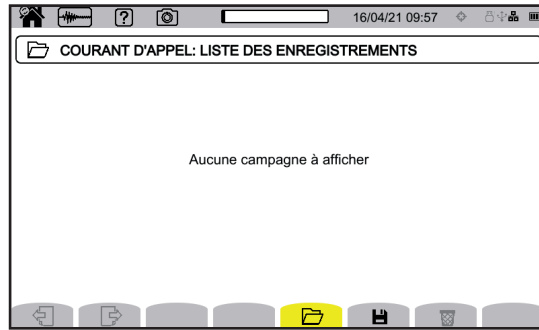 ?
16/04/21 09:57
COURANT D'APPEL: LISTE DES ENREGISTREMENTS
Aucune campagne à afficher